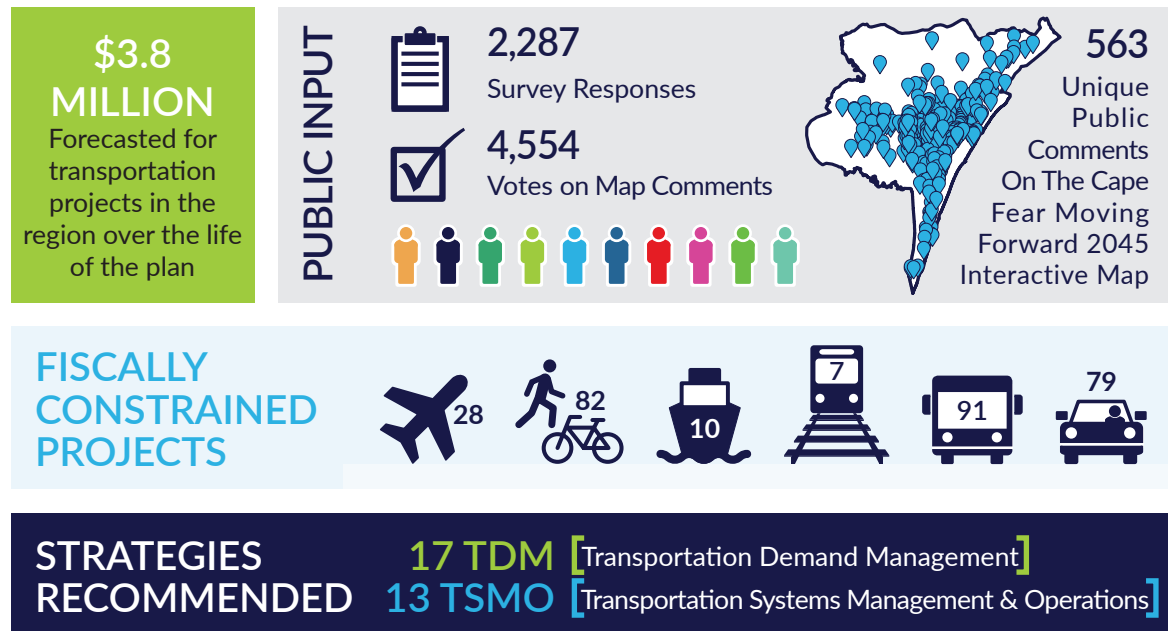 $3.8
MILLION
Forecasted for
transportation
projects in the
region over the life
of the plan
PUBLIC INPUT
2,287
Survey Responses
4,554
Votes on Map Comments
563
Unique
Public
Comments
On The Cape
Fear Moving
Forward 2045
Interactive Map
FISCALLY
CONSTRAINED
PROJECTS
28
82
10
7
91
79
STRATEGIES
RECOMMENDED
17 TDM [Transportation Demand Management]
13 TSMO [Transportation Systems Management & Operations]